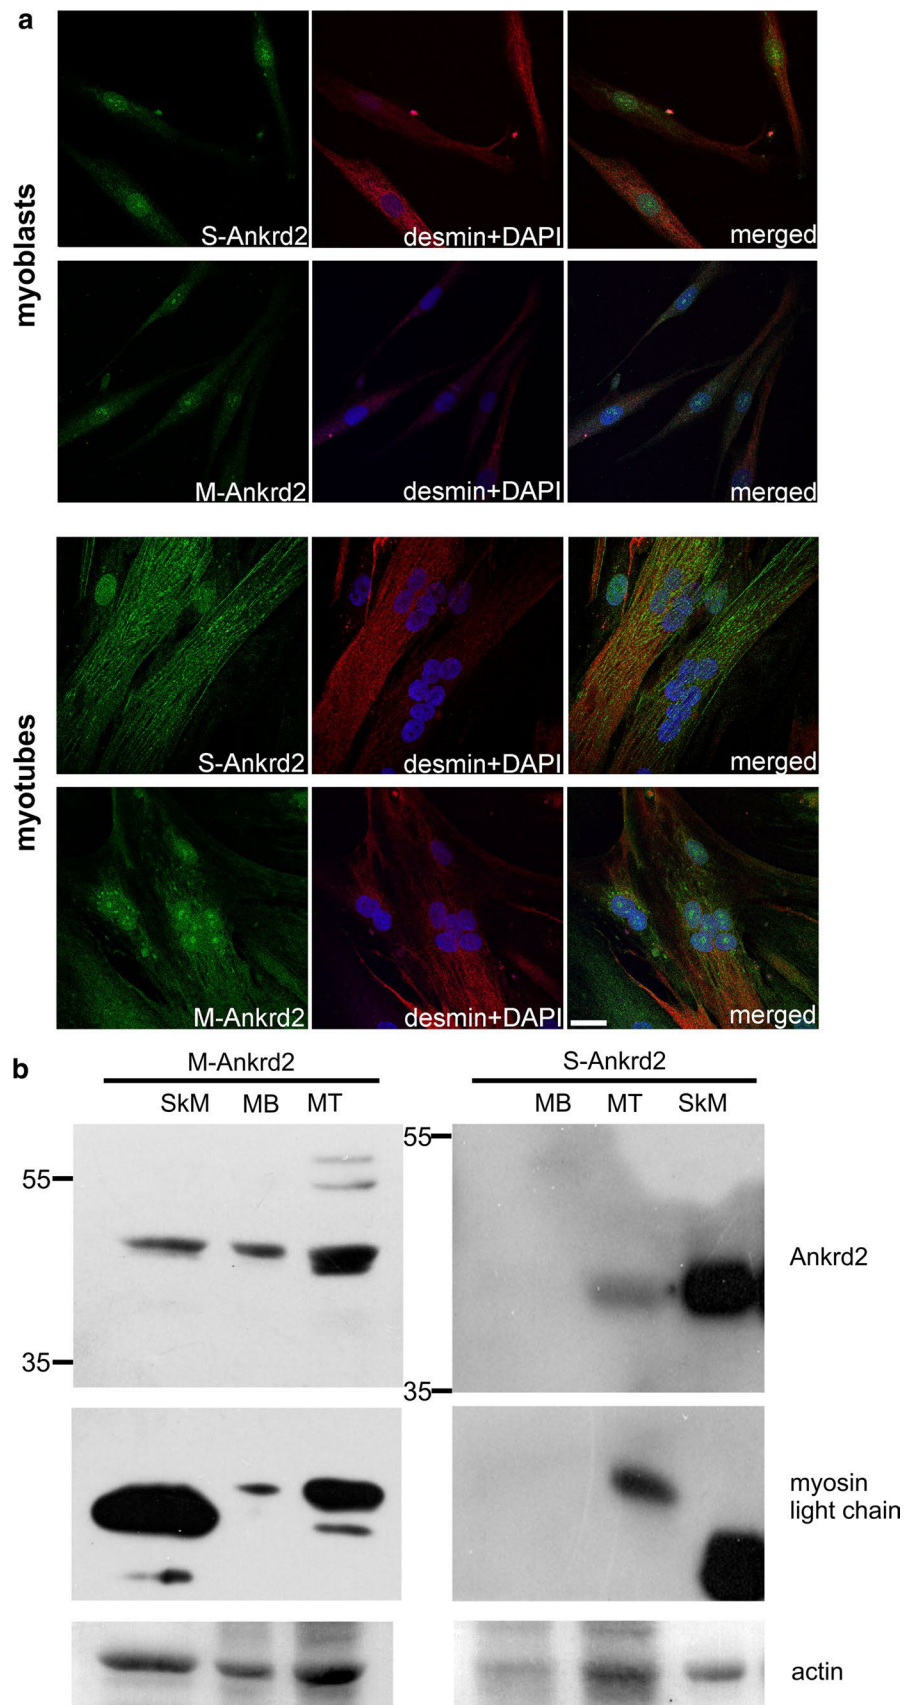 a
myoblasts
S-Ankrd2
desmin+DAPI
merged
M-Ankrd2
desmin+DAPI
merged
myotubes
S-Ankrd2
desmin+DAPI
merged
M-Ankrd2
desmin+DAPI
merged
b
M-Ankrd2
S-Ankrd2
SkM MB MT
MB MT SkM
55
55
Ankrd2
35
35
myosin
light chain
actin